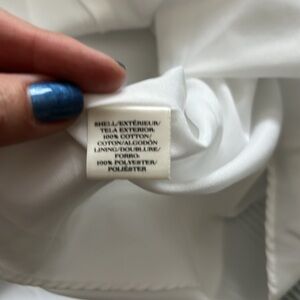 SHELL/EXTÉRIEUR/
TELA EXTERIOR:
100% COTTON/
COTON/ALGODÓN
LINING/DOUBLURE/
FORRO:
100% POLYESTER/
POLIÉSTER